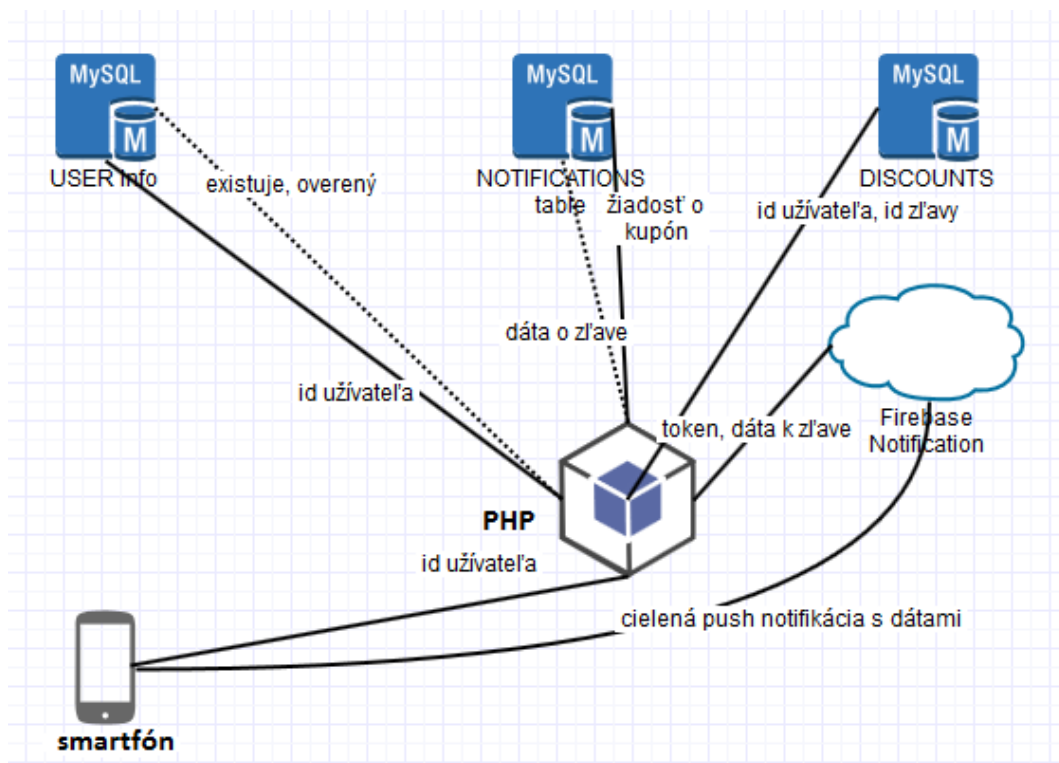 MySQL
M
USER info
MySQL
M
NOTIFICATIONS
table
MySQL
M
DISCOUNTS
existuje, overený
žiadosť o
kupón
id užívateľa, id zľavy
dáta o zľave
id užívateľa
token, dáta k zľave
Firebase
Notification
PHP
id užívateľa
cielená push notifikácia s dátami
smartfón